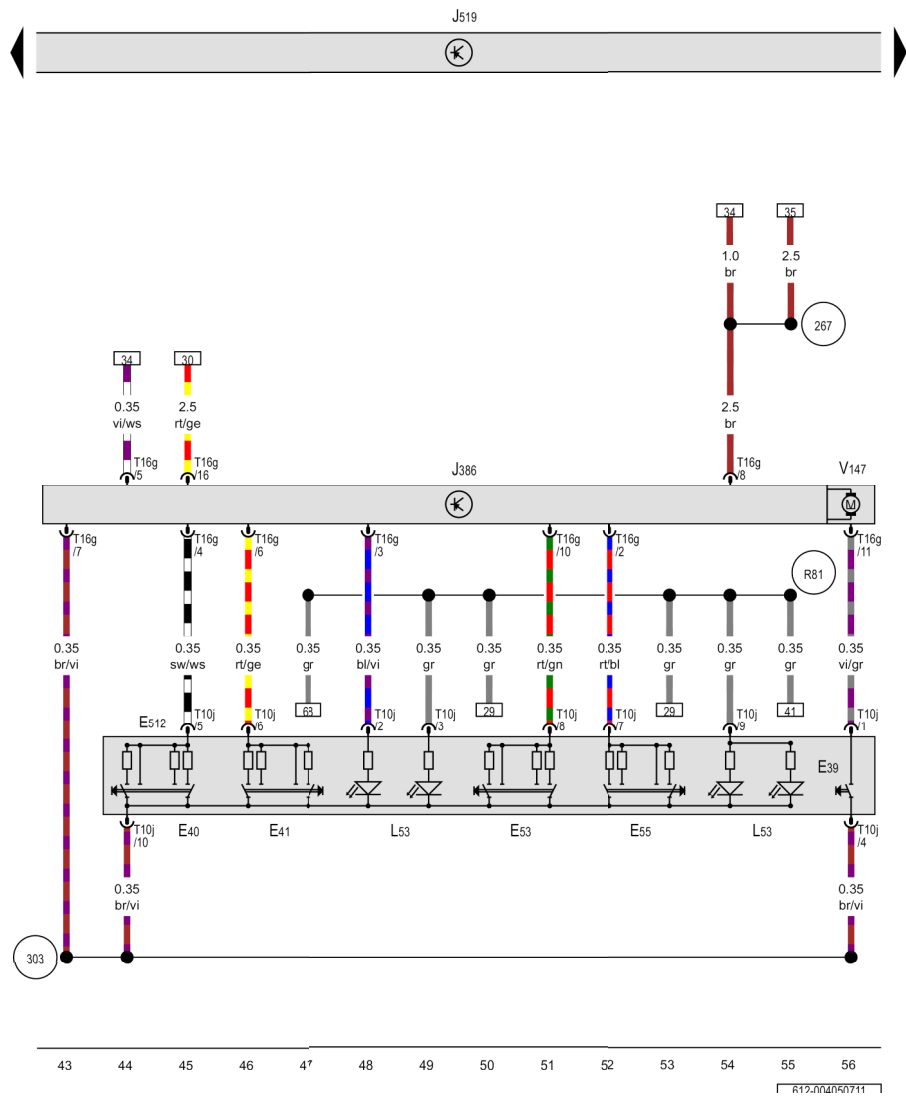 J519
34 35
1.0 2.5
br br
267
34 30
0.35 2.5
vi/ws rt/ge
2.5
br
T16g /5 T16g /16 J386 T16g /8 V147
M
T16g /7 T16g /4 T16g /6 T16g /3 T16g /10 T16g /2 T16g /11
R81
0.35 0.35 0.35 0.35 0.35 0.35 0.35 0.35 0.35 0.35 0.35 0.35 0.35
br/vi sw/ws rt/ge gr bl/vi gr gr rt/gn rt/bl gr gr gr vi/gr
63 29 29 41
E512 T10j /5 T10j /6 T10j /2 T10j /3 T10j /8 T10j /7 T10j /9 T10j /1
E39
T10j /10 E40 E41 L53 E53 E55 L53 T10j /4
0.35 0.35
br/vi br/vi
303
43 44 45 46 47 48 49 50 51 52 53 54 55 56
612-004050711